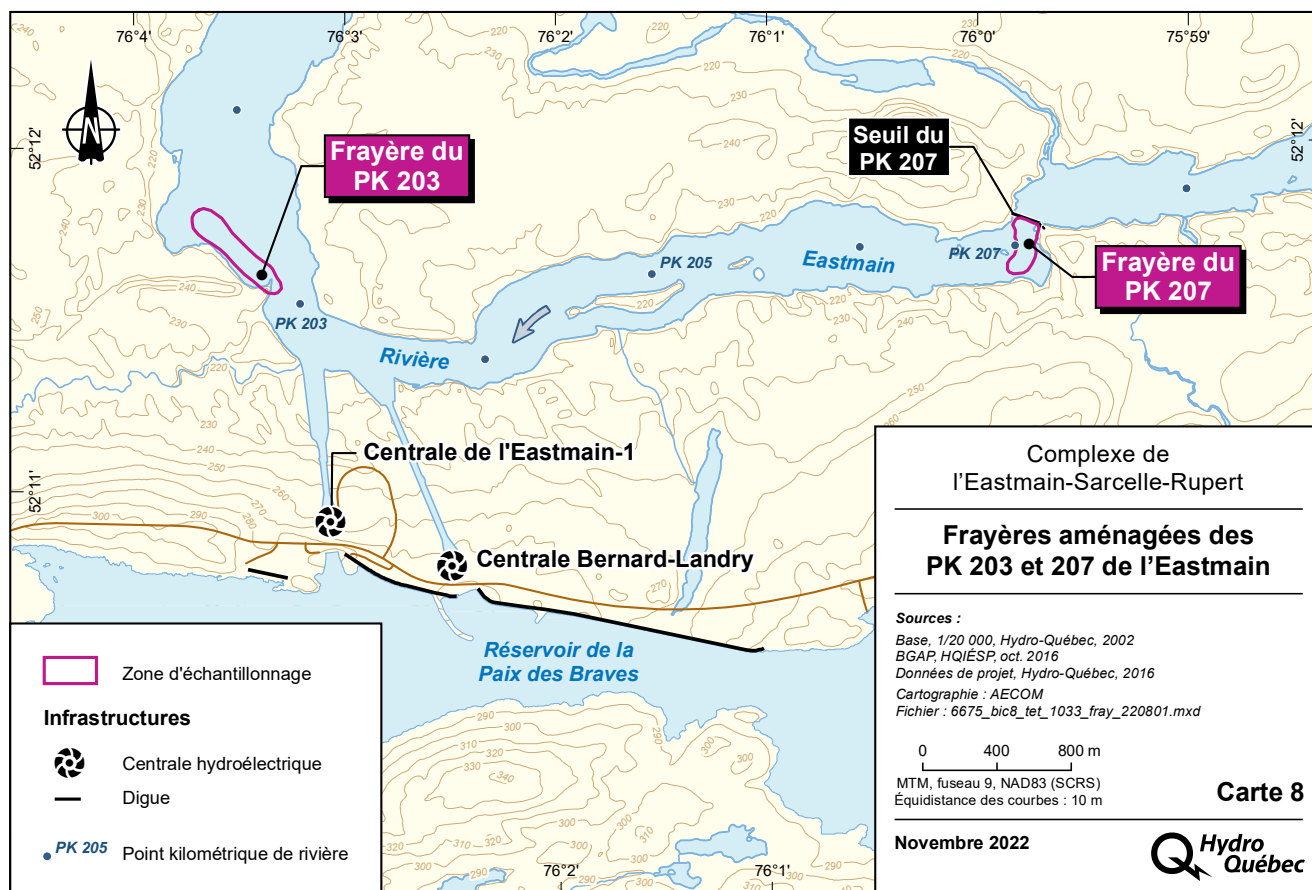 76°4'
76°3'
76°2'
76°1'
76°0'
75°59'
52°12'
52°12'
52°11'
N
Frayère du
PK 203
Seuil du
PK 207
Frayère du
PK 207
PK 207
Eastmain
PK 205
PK 203
Rivière
Centrale de l'Eastmain-1
Centrale Bernard-Landry
Réservoir de la
Paix des Braves
76°2'
76°1'
Zone d'échantillonnage
Infrastructures
Centrale hydroélectrique
Digue
PK 205 Point kilométrique de rivière
Complexe de
l'Eastmain-Sarcelle-Rupert
Frayères aménagées des
PK 203 et 207 de l'Eastmain
Sources :
Base, 1/20 000, Hydro-Québec, 2002
BGAP, HQIÉSP, oct. 2016
Données de projet, Hydro-Québec, 2016
Cartographie : AECOM
Fichier : 6675_bic8_tet_1033_fray_220801.mxd
0 400 800 m
MTM, fuseau 9, NAD83 (SCRS)
Équidistance des courbes : 10 m
Carte 8
Novembre 2022
Hydro
Québec